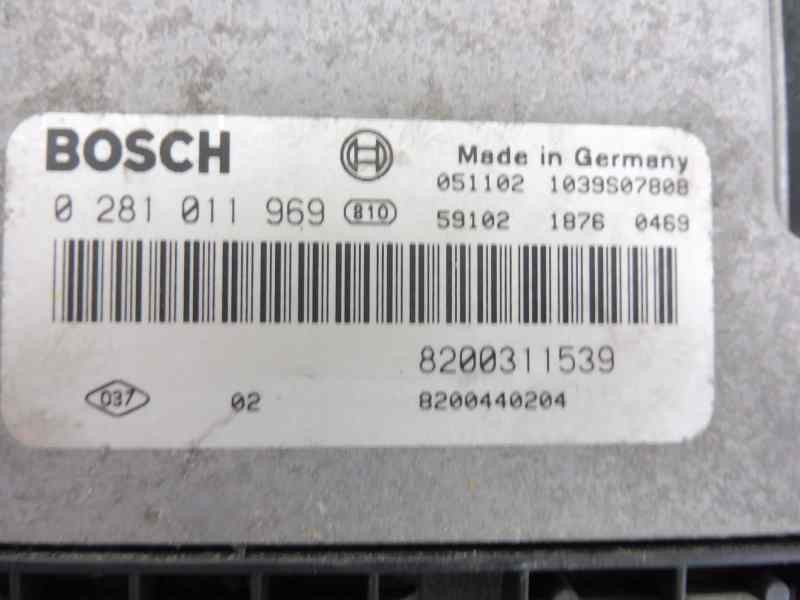 BOSCH
Made in Germany
051102 1039S07808
0 281 011 969 810
59102 1876 0469
8200311539
037 02 8200440204